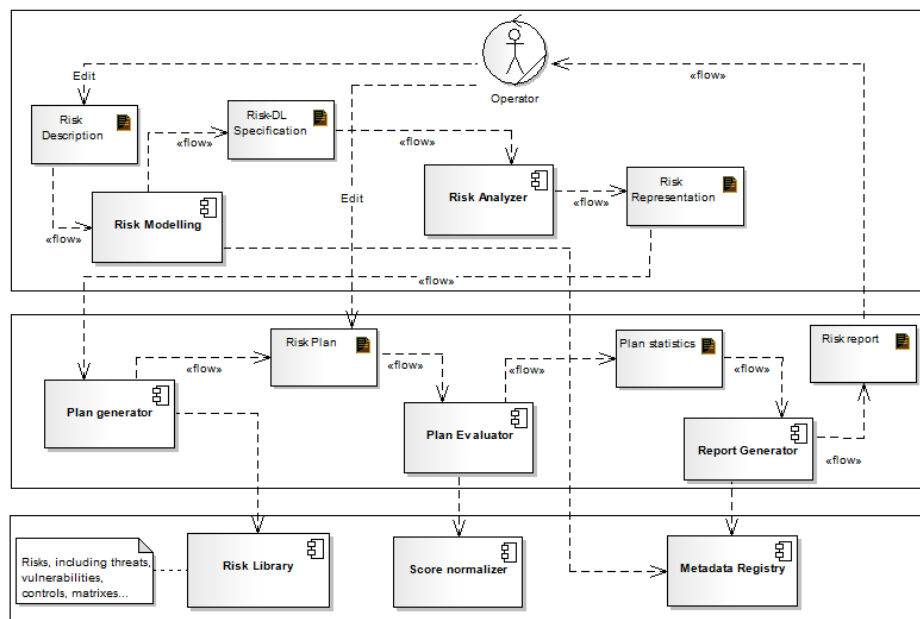 Operator
Edit
«flow»
Risk
Description
Risk-DL
Specification
«flow»
«flow»
Risk Analyzer
Edit
Risk
Representation
«flow»
Risk Modelling
«flow»
«flow»
Risk Plan
Plan statistics
Risk report
«flow»
«flow»
«flow»
«flow»
Plan generator
Plan Evaluator
Report Generator
«flow»
Risks, including threats,
vulnerabilities,
controls, matrixes...
Risk Library
Score normalizer
Metadata Registry